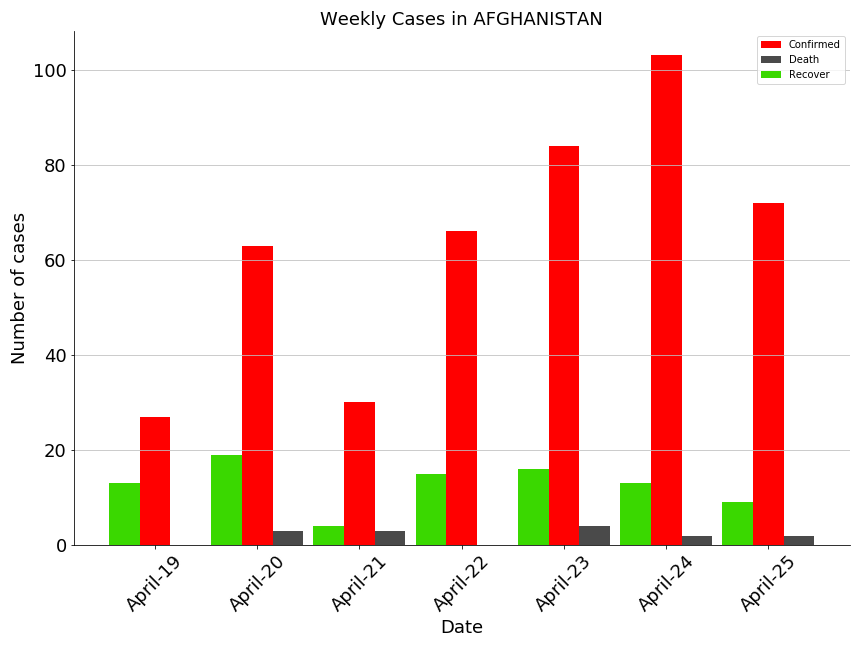 Weekly Cases in AFGHANISTAN
Confirmed
Death
Recover
Number of cases
100
80
60
40
20
0
April-19
April-20
April-21
April-22
April-23
April-24
April-25
Date